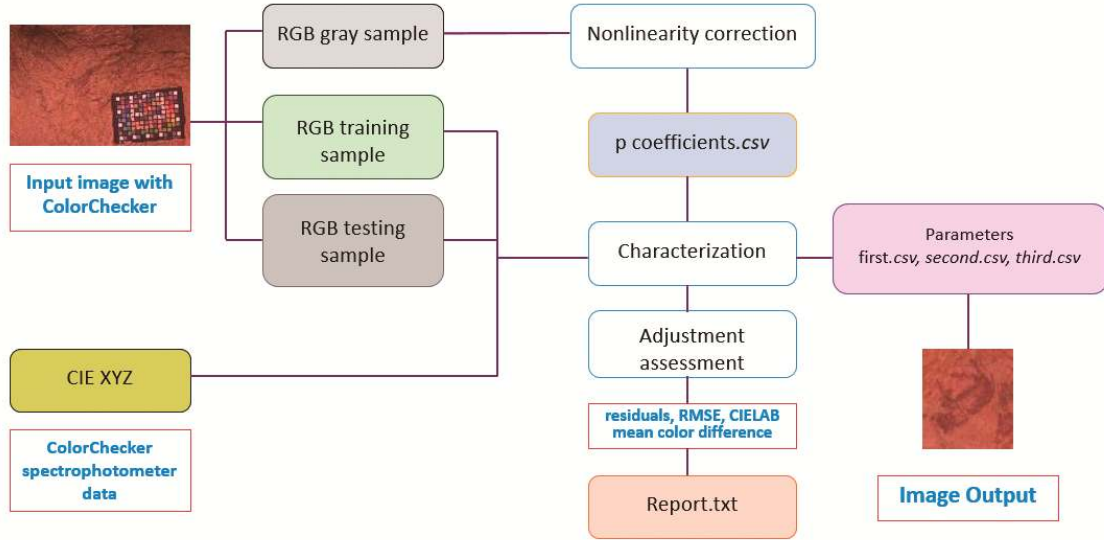 RGB gray sample
Nonlinearity correction
RGB training
sample
p coefficients.csv
Input image with
ColorChecker
RGB testing
sample
Characterization
Parameters
first.csv, second.csv, third.csv
Adjustment
assessment
CIE XYZ
residuals, RMSE, CIELAB
mean color difference
ColorChecker
spectrophotometer
data
Report.txt
Image Output